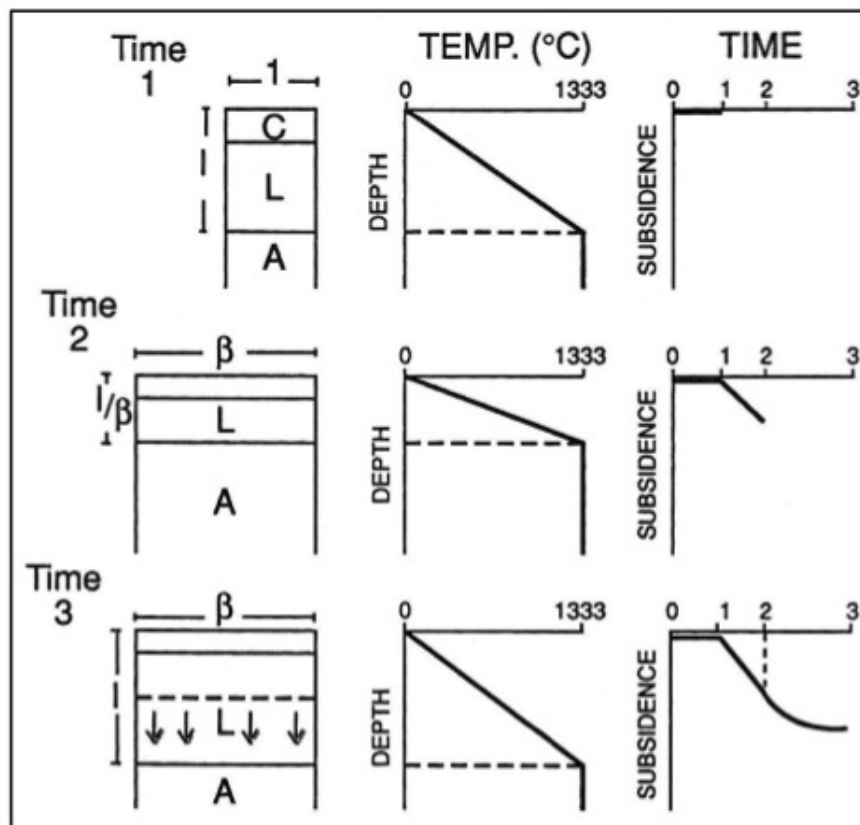 Time 1
1
TEMP. (°C)
TIME
C
L
A
0 1333
DEPTH
0 1 2 3
SUBSIDENCE
Time 2
β
1/β
L
A
0 1333
DEPTH
0 1 2 3
SUBSIDENCE
Time 3
β
L
A
0 1333
DEPTH
0 1 2 3
SUBSIDENCE